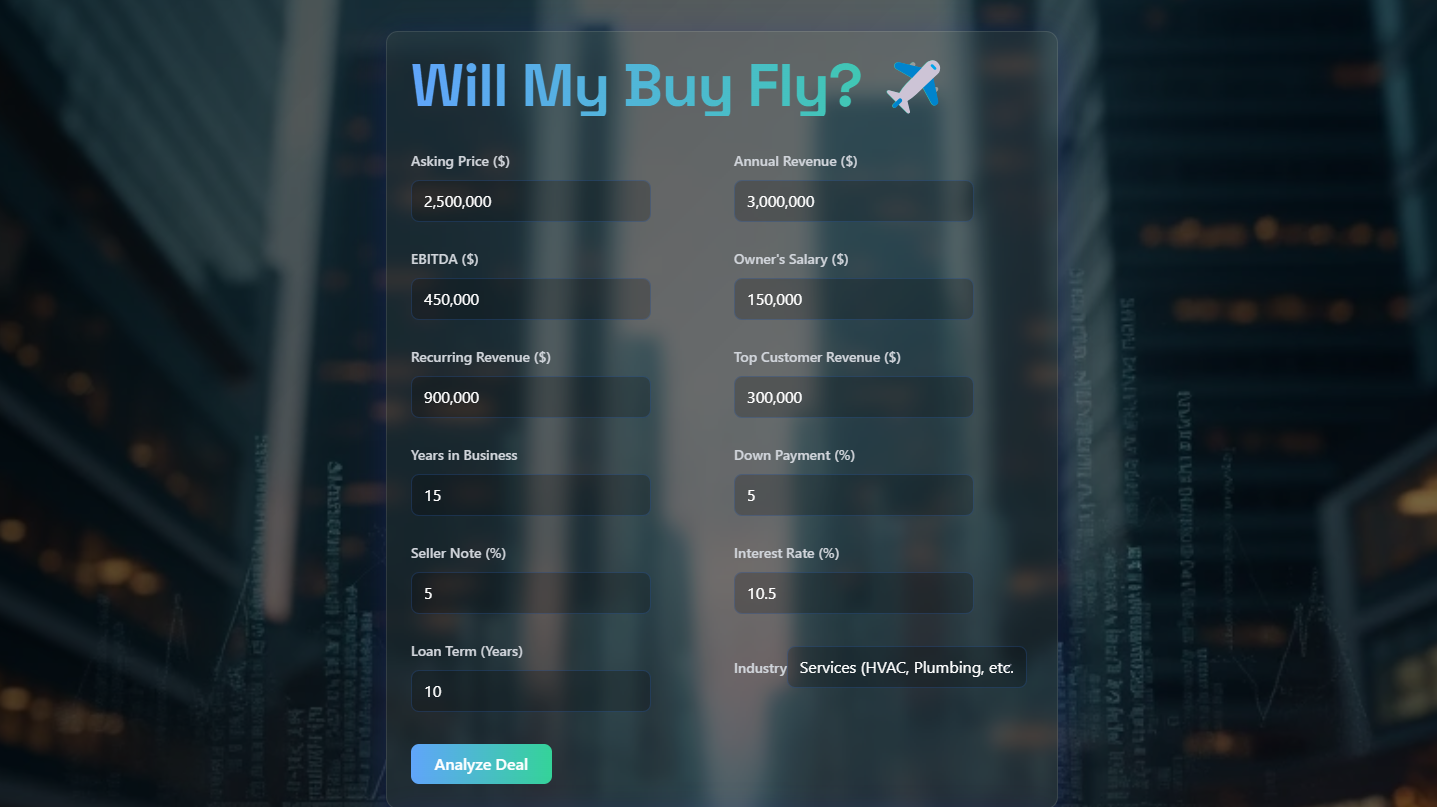 Will My Buy Fly? ✈️
Asking Price ($)
Annual Revenue ($)
2,500,000
3,000,000
EBITDA ($)
Owner's Salary ($)
450,000
150,000
Recurring Revenue ($)
Top Customer Revenue ($)
900,000
300,000
Years in Business
Down Payment (%)
15
5
Seller Note (%)
Interest Rate (%)
5
10.5
Loan Term (Years)
Industry Services (HVAC, Plumbing, etc.
10
Analyze Deal